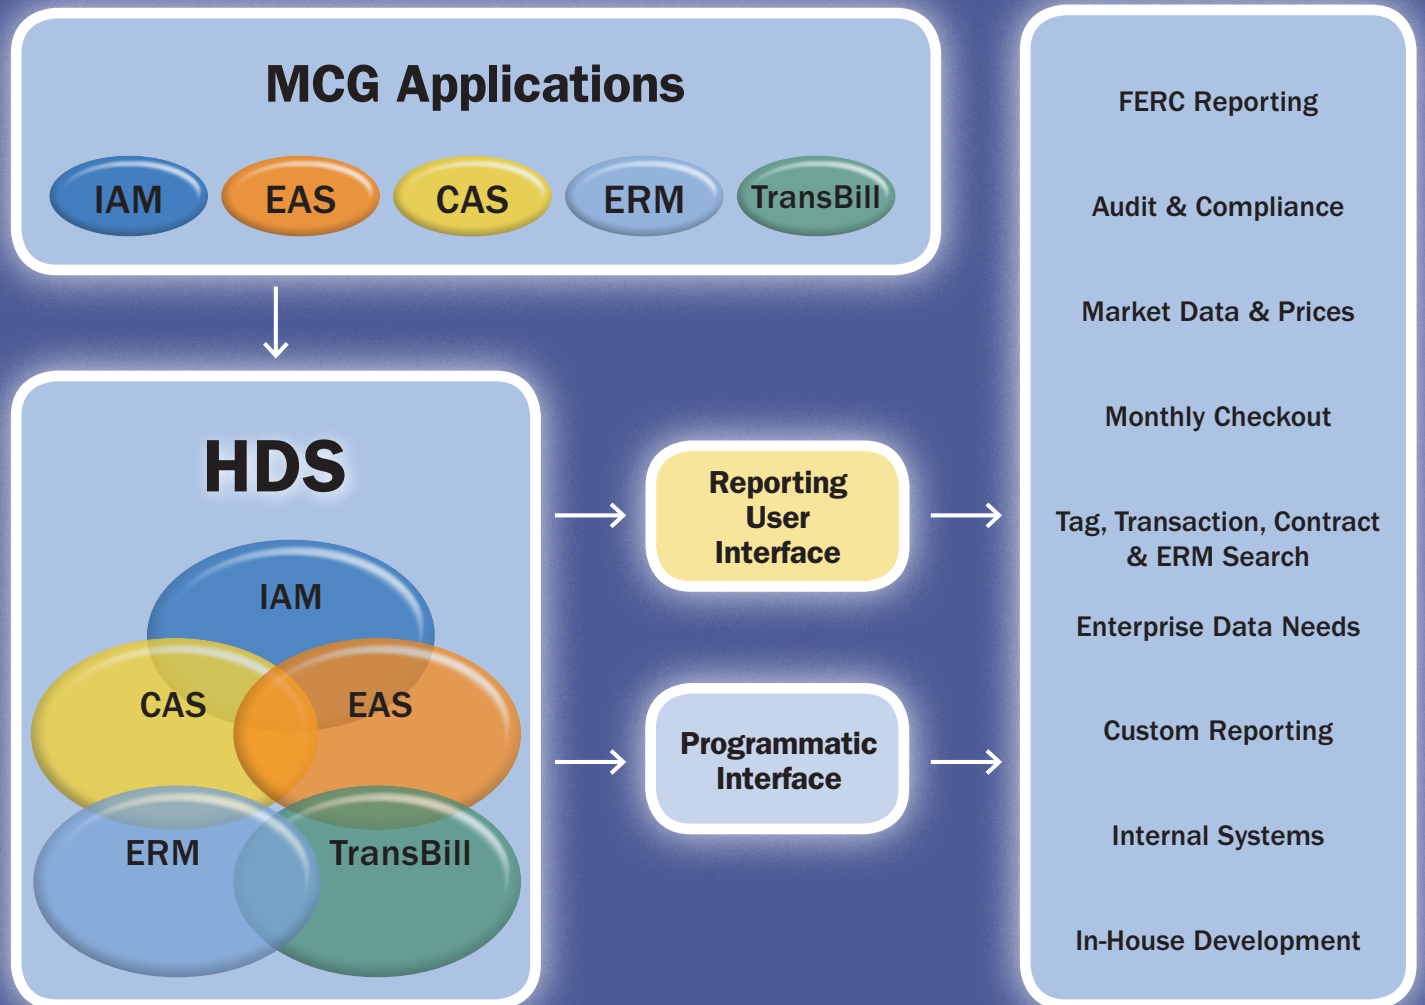 MCG Applications
IAM
EAS
CAS
ERM
TransBill
HDS
IAM
CAS
EAS
ERM
TransBill
Reporting
User
Interface
Programmatic
Interface
FERC Reporting
Audit & Compliance
Market Data & Prices
Monthly Checkout
Tag, Transaction, Contract
& ERM Search
Enterprise Data Needs
Custom Reporting
Internal Systems
In-House Development